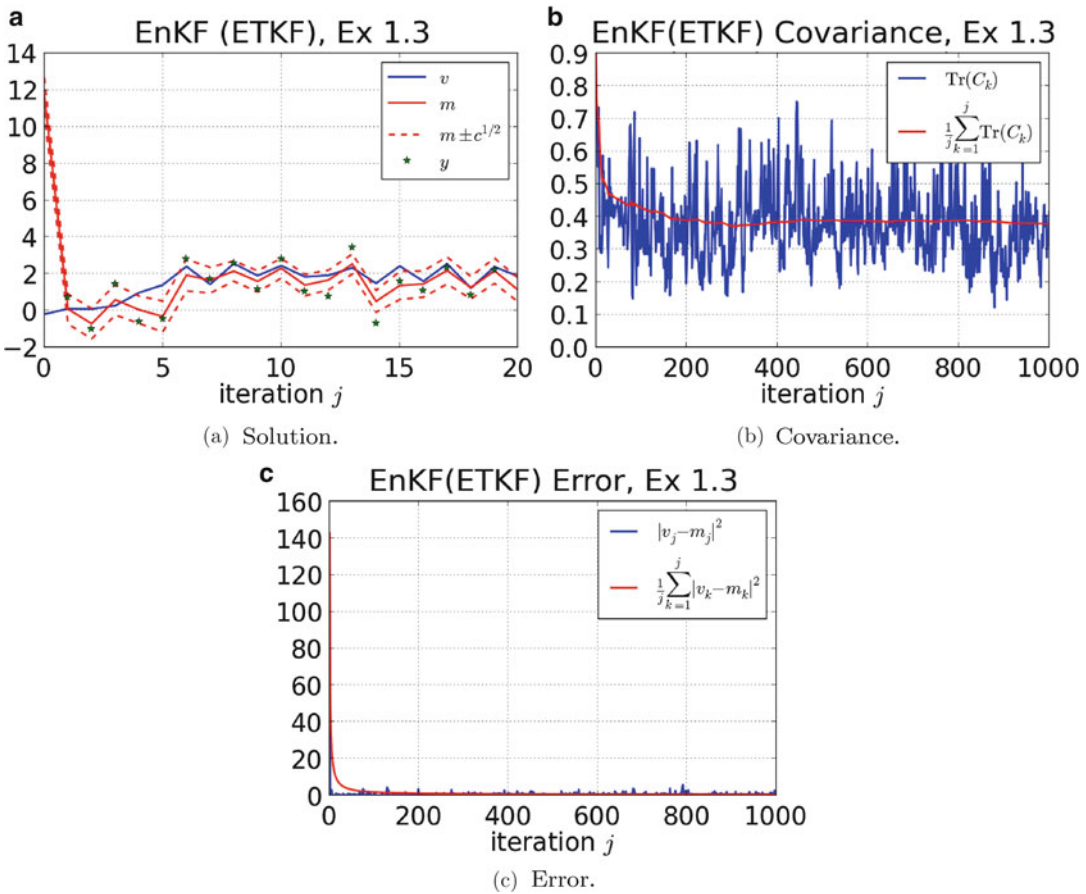 a
EnKF (ETKF), Ex 1.3
14
12
10
8
6
4
2
0
−2
v
m
m ±c^{1/2}
y
0 5 10 15 20
iteration j
(a) Solution.
b
EnKF(ETKF) Covariance, Ex 1.3
0.9
0.8
0.7
0.6
0.5
0.4
0.3
0.2
0.1
0.0
Tr(C_k)
\frac{1}{j}\sum_{k=1}^{j}Tr(C_k)
0 200 400 600 800 1000
iteration j
(b) Covariance.
c
EnKF(ETKF) Error, Ex 1.3
160
140
120
100
80
60
40
20
0
|v_j−m_j|^2
\frac{1}{j}\sum_{k=1}^{j}|v_k−m_k|^2
0 200 400 600 800 1000
iteration j
(c) Error.